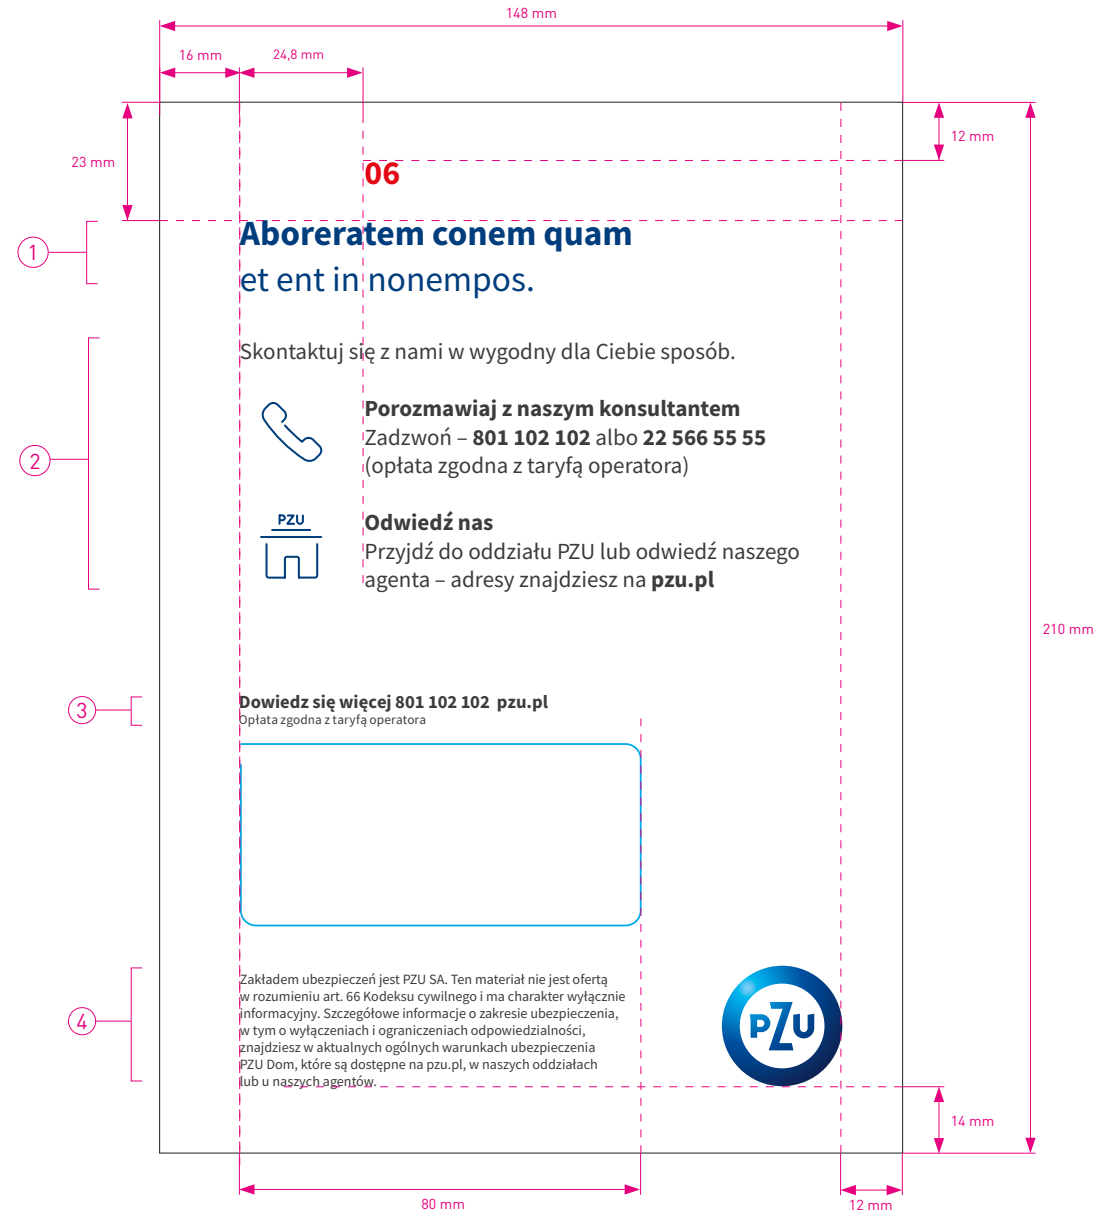 148 mm
16 mm
24,8 mm
23 mm
12 mm
06
1
Aboreratem conem quam
et ent in nonempos.
2
Skontaktuj się z nami w wygodny dla Ciebie sposób.
Porozmawiaj z naszym konsultantem
Zadzwoń – 801 102 102 albo 22 566 55 55
(opłata zgodna z taryfą operatora)
PZU
Odwiedź nas
Przyjdź do oddziału PZU lub odwiedź naszego
agenta – adresy znajdziesz na pzu.pl
210 mm
3
Dowiedz się więcej 801 102 102 pzu.pl
Opłata zgodna z taryfą operatora
4
Zakładem ubezpieczeń jest PZU SA. Ten materiał nie jest ofertą
w rozumieniu art. 66 Kodeksu cywilnego i ma charakter wyłącznie
informacyjny. Szczegółowe informacje o zakresie ubezpieczenia,
w tym o wyłączeniach i ograniczeniach odpowiedzialności,
znajdziesz w aktualnych ogólnych warunkach ubezpieczenia
PZU Dom, które są dostępne na pzu.pl, w naszych oddziałach
lub u naszych agentów.
PZU
14 mm
80 mm
12 mm